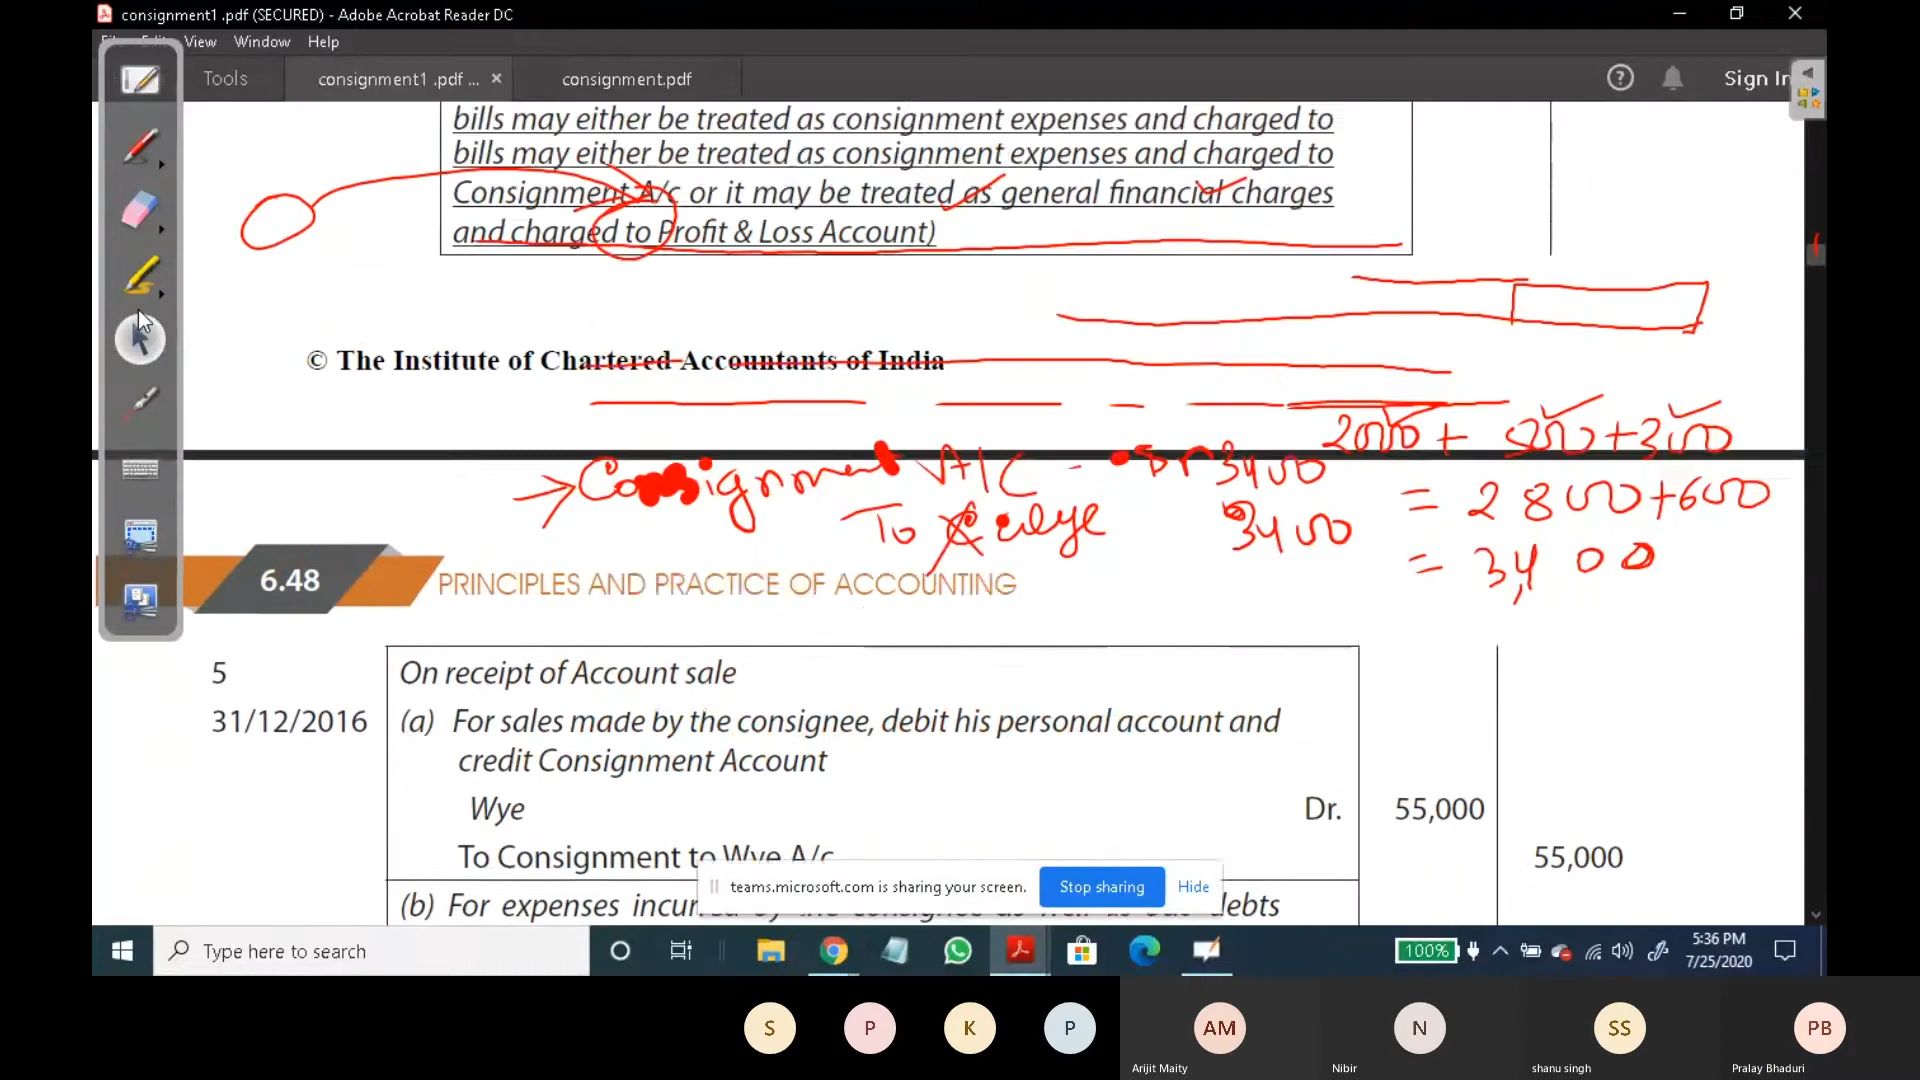 consignment1 .pdf (SECURED) - Adobe Acrobat Reader DC
View Window Help
Tools consignment1 .pdf ... × consignment.pdf Sign In
bills may either be treated as consignment expenses and charged to
bills may either be treated as consignment expenses and charged to
Consignment A/c or it may be treated as general financial charges
and charged to Profit & Loss Account)
© The Institute of Chartered Accountants of India
2000 + 800 + 300
→ Consignment A/C - Dr 3400
= 2800 + 600
To Wye 3400
= 3,400
6.48 PRINCIPLES AND PRACTICE OF ACCOUNTING
5 On receipt of Account sale
31/12/2016 (a) For sales made by the consignee, debit his personal account and
credit Consignment Account
Wye Dr. 55,000
To Consignment to Wye A/c 55,000
(b) For expenses debts
teams.microsoft.com is sharing your screen. Stop sharing Hide
Type here to search
100%
5:36 PM
7/25/2020
S P K P AM N SS PB
Arijit Maity Nibir shanu singh Pralay Bhaduri